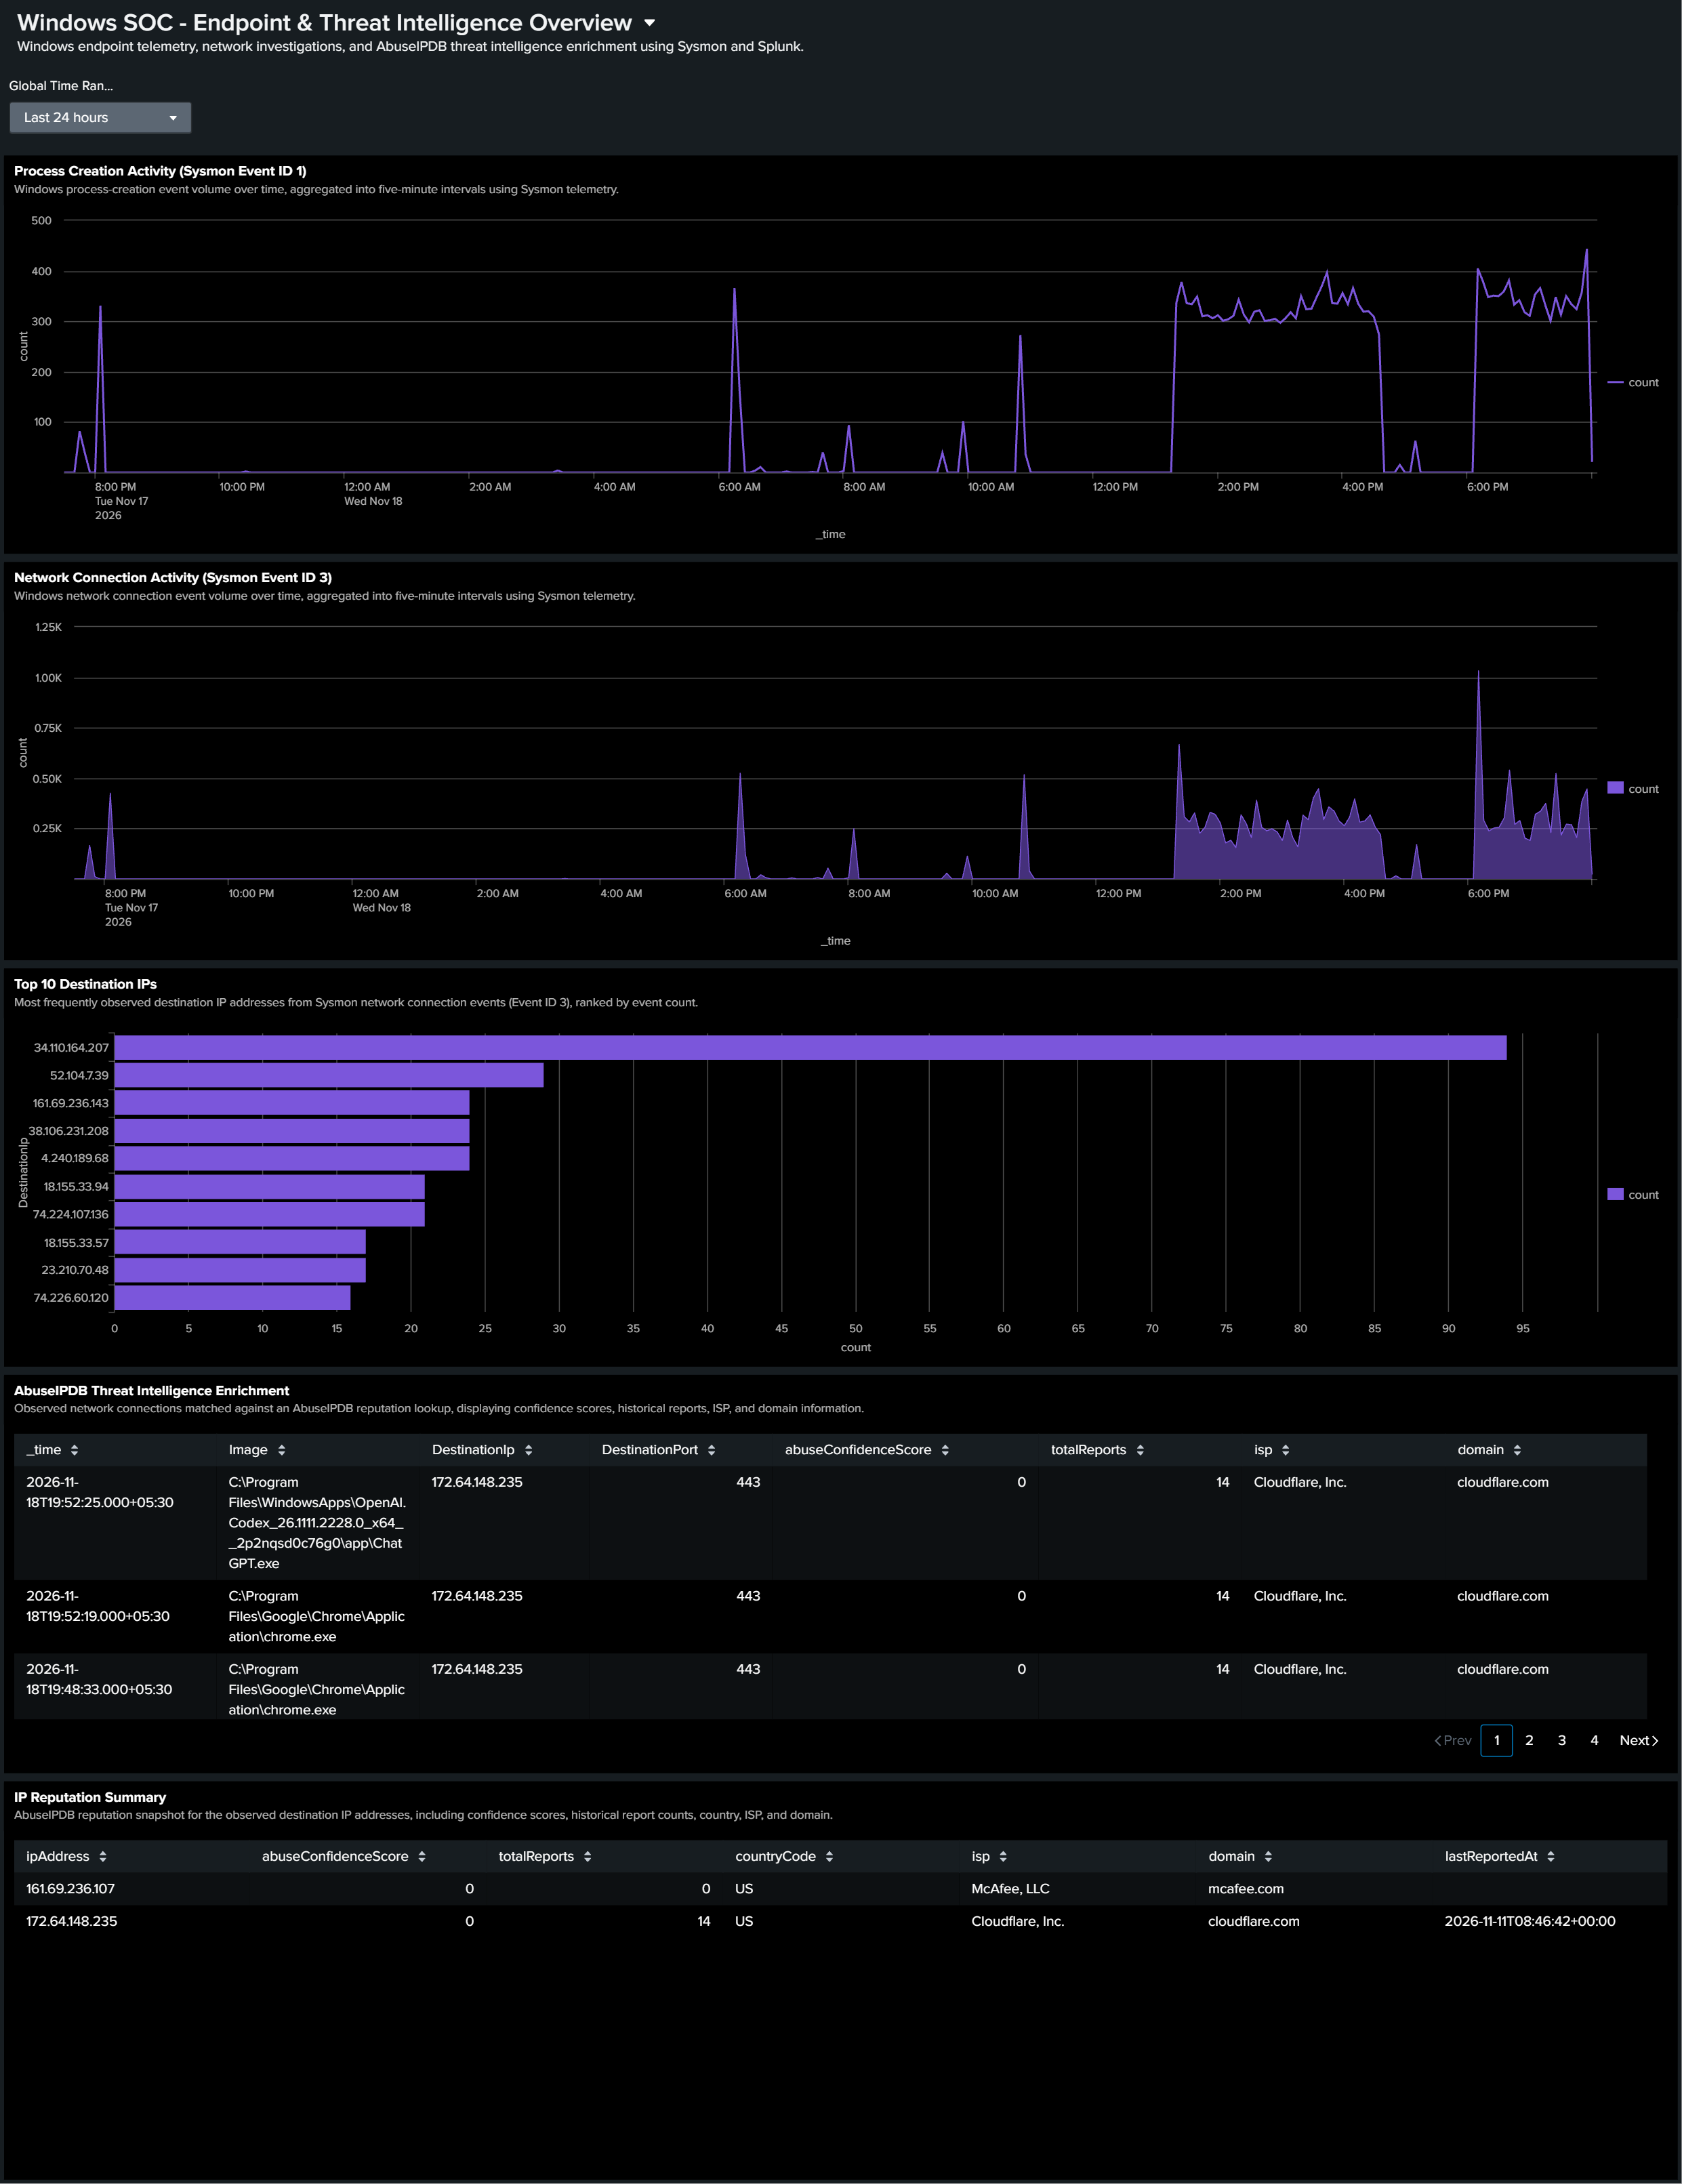 Windows SOC - Endpoint & Threat Intelligence Overview
Windows endpoint telemetry, network investigations, and AbuseIPDB threat intelligence enrichment using Sysmon and Splunk.
Global Time Ran...
Last 24 hours
Process Creation Activity (Sysmon Event ID 1)
Windows process-creation event volume over time, aggregated into five-minute intervals using Sysmon telemetry.
500
400
300
200
100
count
count
8:00 PM 10:00 PM 12:00 AM 2:00 AM 4:00 AM 6:00 AM 8:00 AM 10:00 AM 12:00 PM 2:00 PM 4:00 PM 6:00 PM
Tue Nov 17 Wed Nov 18
2026
_time
Network Connection Activity (Sysmon Event ID 3)
Windows network connection event volume over time, aggregated into five-minute intervals using Sysmon telemetry.
1.25K
1.00K
0.75K
0.50K
0.25K
count
count
8:00 PM 10:00 PM 12:00 AM 2:00 AM 4:00 AM 6:00 AM 8:00 AM 10:00 AM 12:00 PM 2:00 PM 4:00 PM 6:00 PM
Tue Nov 17 Wed Nov 18
2026
_time
Top 10 Destination IPs
Most frequently observed destination IP addresses from Sysmon network connection events (Event ID 3), ranked by event count.
34.110.164.207
52.104.7.39
161.69.236.143
38.106.231.208
4.240.189.68
18.155.33.94
74.224.107.136
18.155.33.57
23.210.70.48
74.226.60.120
DestinationIp
count
0 5 10 15 20 25 30 35 40 45 50 55 60 65 70 75 80 85 90 95
count
AbuseIPDB Threat Intelligence Enrichment
Observed network connections matched against an AbuseIPDB reputation lookup, displaying confidence scores, historical reports, ISP, and domain information.
_time Image DestinationIp DestinationPort abuseConfidenceScore totalReports isp domain
2026-11- C:\Program 172.64.148.235 443 0 14 Cloudflare, Inc. cloudflare.com
18T19:52:25.000+05:30 Files\WindowsApps\OpenAI.
Codex_26.1111.2228.0_x64_
_2p2nqsd0c76g0\app\Chat
GPT.exe
2026-11- C:\Program 172.64.148.235 443 0 14 Cloudflare, Inc. cloudflare.com
18T19:52:19.000+05:30 Files\Google\Chrome\Applic
ation\chrome.exe
2026-11- C:\Program 172.64.148.235 443 0 14 Cloudflare, Inc. cloudflare.com
18T19:48:33.000+05:30 Files\Google\Chrome\Applic
ation\chrome.exe
Prev 1 2 3 4 Next
IP Reputation Summary
AbuseIPDB reputation snapshot for the observed destination IP addresses, including confidence scores, historical report counts, country, ISP, and domain.
ipAddress abuseConfidenceScore totalReports countryCode isp domain lastReportedAt
161.69.236.107 0 0 US McAfee, LLC mcafee.com
172.64.148.235 0 14 US Cloudflare, Inc. cloudflare.com 2026-11-11T08:46:42+00:00